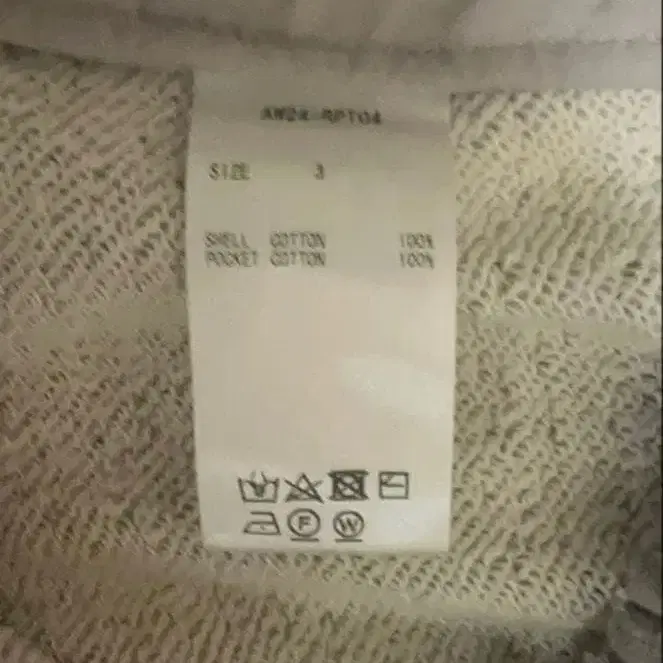 AW24-RPT04
SIZE 3
SHELL COTTON 100%
POCKET COTTON 100%
F W